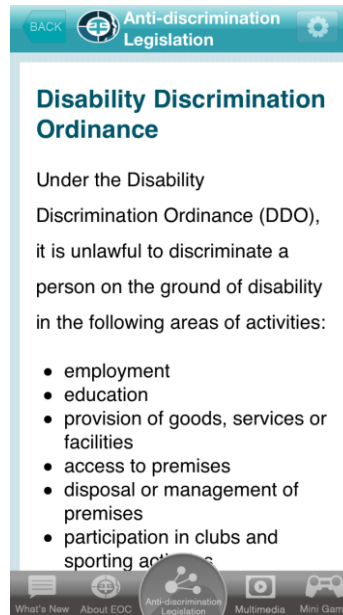 BACK
Anti-discrimination
Legislation
Disability Discrimination
Ordinance
Under the Disability
Discrimination Ordinance (DDO),
it is unlawful to discriminate a
person on the ground of disability
in the following areas of activities:
• employment
• education
• provision of goods, services or
facilities
• access to premises
• disposal or management of
premises
• participation in clubs and
sporting
What's New
About EOC
Anti-discrimination
Legislation
Multimedia
Mini Gam